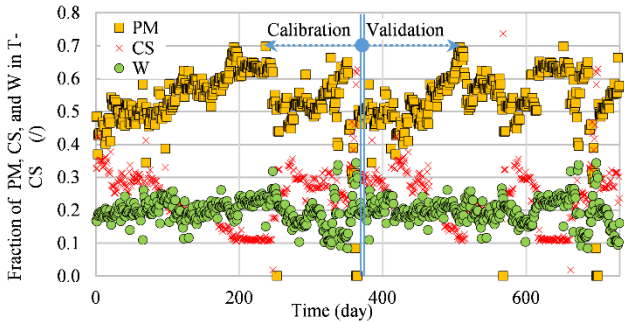 0.8
0.7
0.6
0.5
0.4
0.3
0.2
0.1
0.0
Fraction of PM, CS, and W in T-
CS
(/)
PM
CS
W
Calibration
Validation
0
200
400
600
Time (day)